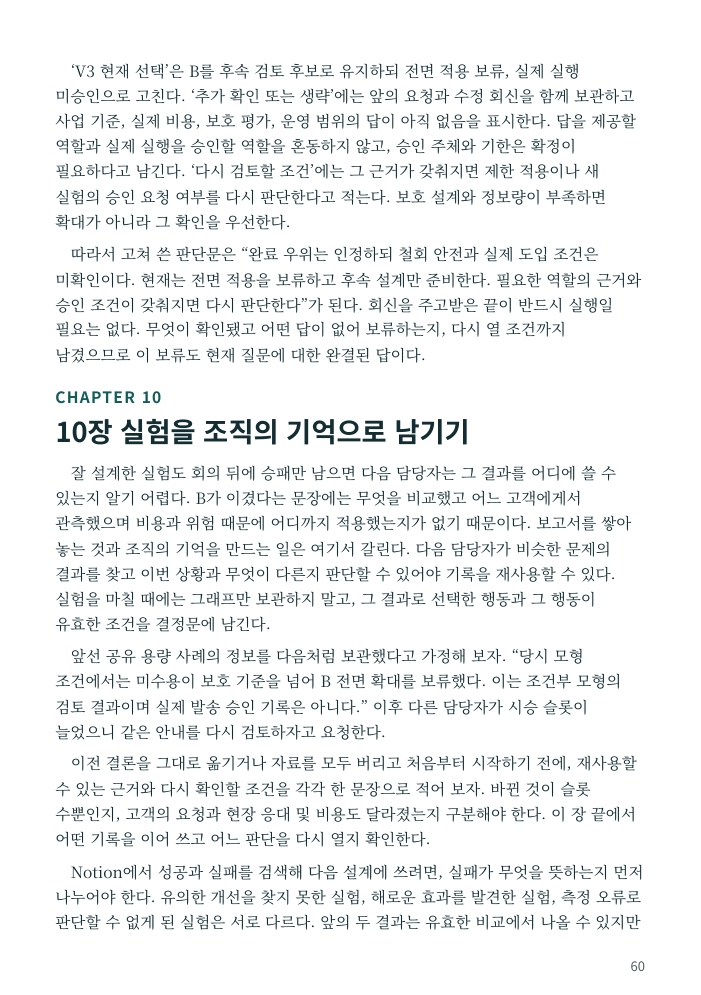 ‘V3 현재 선택’은 B를 후속 검토 후보로 유지하되 전면 적용 보류, 실제 실행
미승인으로 고친다. ‘추가 확인 또는 생략’에는 앞의 요청과 수정 회신을 함께 보관하고
사업 기준, 실제 비용, 보호 평가, 운영 범위의 답이 아직 없음을 표시한다. 답을 제공할
역할과 실제 실행을 승인할 역할을 혼동하지 않고, 승인 주체와 기한은 확정이
필요하다고 남긴다. ‘다시 검토할 조건’에는 그 근거가 갖춰지면 제한 적용이나 새
실험의 승인 요청 여부를 다시 판단한다고 적는다. 보호 설계와 정보량이 부족하면
확대가 아니라 그 확인을 우선한다.
따라서 고쳐 쓴 판단문은 “완료 우위는 인정하되 철회 안전과 실제 도입 조건은
미확인이다. 현재는 전면 적용을 보류하고 후속 설계만 준비한다. 필요한 역할의 근거와
승인 조건이 갖춰지면 다시 판단한다”가 된다. 회신을 주고받은 끝이 반드시 실행일
필요는 없다. 무엇이 확인됐고 어떤 답이 없어 보류하는지, 다시 열 조건까지
남겼으므로 이 보류도 현재 질문에 대한 완결된 답이다.
CHAPTER 10
10장 실험을 조직의 기억으로 남기기
잘 설계한 실험도 회의 뒤에 승패만 남으면 다음 담당자는 그 결과를 어디에 쓸 수
있는지 알기 어렵다. B가 이겼다는 문장에는 무엇을 비교했고 어느 고객에게서
관측했으며 비용과 위험 때문에 어디까지 적용했는지가 없기 때문이다. 보고서를 쌓아
놓는 것과 조직의 기억을 만드는 일은 여기서 갈린다. 다음 담당자가 비슷한 문제의
결과를 찾고 이번 상황과 무엇이 다른지 판단할 수 있어야 기록을 재사용할 수 있다.
실험을 마칠 때에는 그래프만 보관하지 말고, 그 결과로 선택한 행동과 그 행동이
유효한 조건을 결정문에 남긴다.
앞선 공유 용량 사례의 정보를 다음처럼 보관했다고 가정해 보자. “당시 모형
조건에서는 미수용이 보호 기준을 넘어 B 전면 확대를 보류했다. 이는 조건부 모형의
검토 결과이며 실제 발송 승인 기록은 아니다.” 이후 다른 담당자가 시승 슬롯이
늘었으니 같은 안내를 다시 검토하자고 요청한다.
이전 결론을 그대로 옮기거나 자료를 모두 버리고 처음부터 시작하기 전에, 재사용할
수 있는 근거와 다시 확인할 조건을 각각 한 문장으로 적어 보자. 바뀐 것이 슬롯
수뿐인지, 고객의 요청과 현장 응대 및 비용도 달라졌는지 구분해야 한다. 이 장 끝에서
어떤 기록을 이어 쓰고 어느 판단을 다시 열지 확인한다.
Notion에서 성공과 실패를 검색해 다음 설계에 쓰려면, 실패가 무엇을 뜻하는지 먼저
나누어야 한다. 유의한 개선을 찾지 못한 실험, 해로운 효과를 발견한 실험, 측정 오류로
판단할 수 없게 된 실험은 서로 다르다. 앞의 두 결과는 유효한 비교에서 나올 수 있지만
60